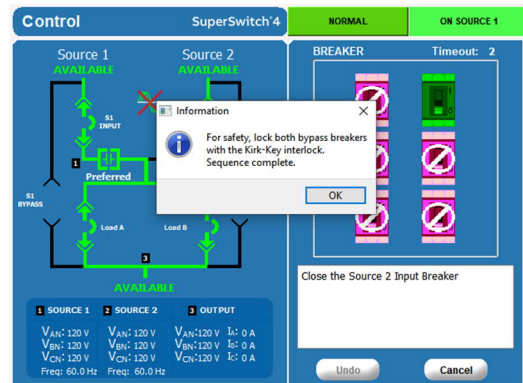 Control
SuperSwitch'4
NORMAL
ON SOURCE 1
Source 1
AVAILABLE
Source 2
AVAILABLE
S1
INPUT
1
Preferred
S1
BYPASS
Load A
Load B
3
AVAILABLE
BREAKER
Timeout: 2
Information
For safety, lock both bypass breakers
with the Kirk-Key interlock.
Sequence complete.
OK
Close the Source 2 Input Breaker
1 SOURCE 1
2 SOURCE 2
3 OUTPUT
VAN: 120 V
VAN: 120 V
VAN:120 V IA: 0 A
VBN: 120 V
VBN: 120 V
VBN:120 V IB: 0 A
VCN: 120 V
VCN: 120 V
VCN:120 V IC: 0 A
Freq: 60.0 Hz
Freq: 60.0 Hz
Undo
Cancel